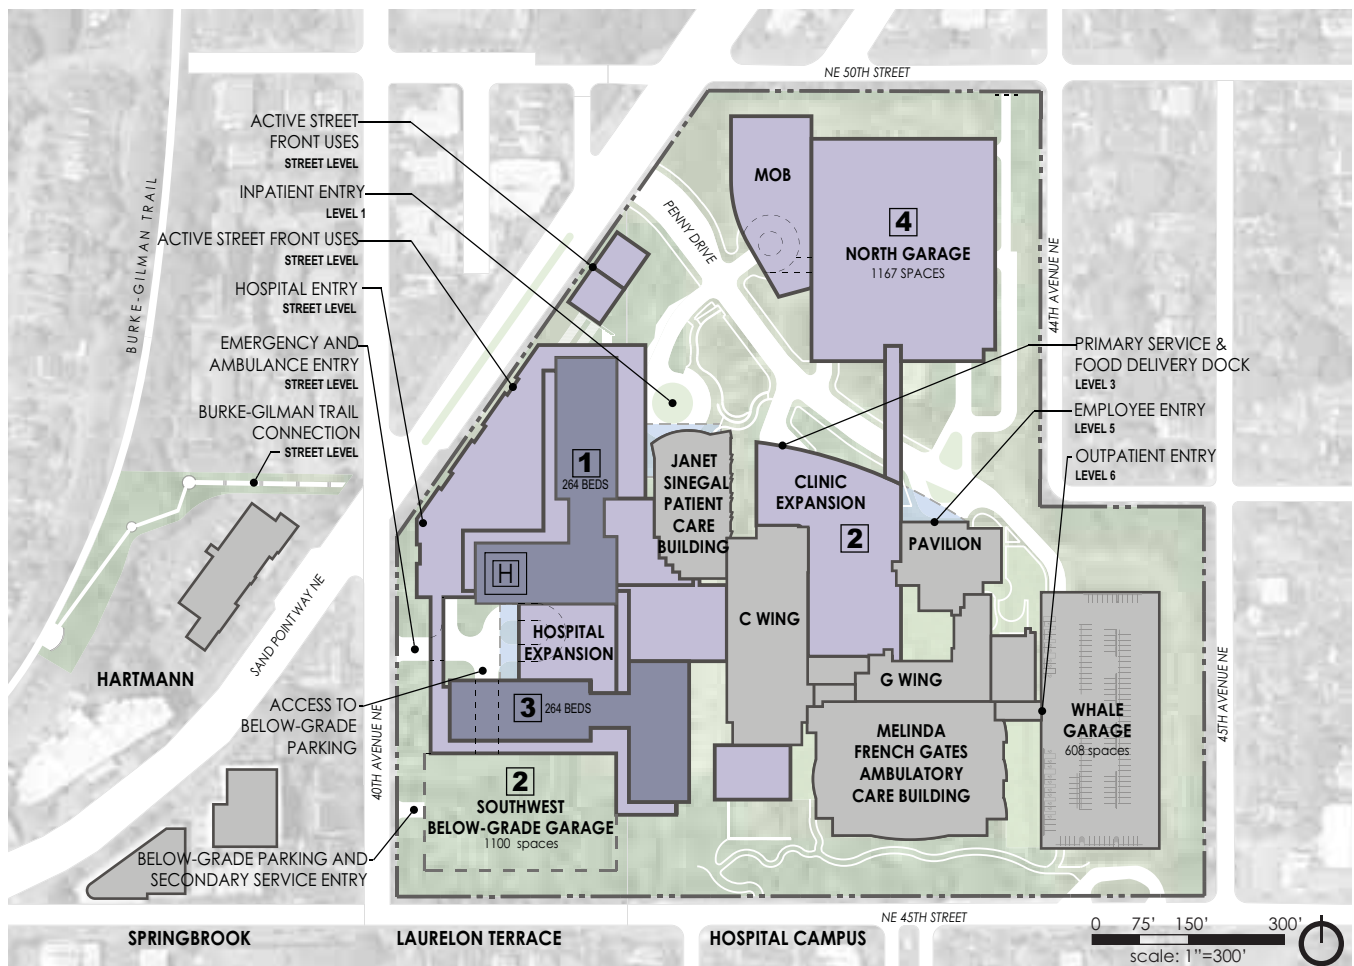 NE 50TH STREET
ACTIVE STREET
FRONT USES
STREET LEVEL
INPATIENT ENTRY
LEVEL 1
ACTIVE STREET FRONT USES
STREET LEVEL
HOSPITAL ENTRY
STREET LEVEL
EMERGENCY AND
AMBULANCE ENTRY
STREET LEVEL
BURKE-GILMAN TRAIL
CONNECTION
STREET LEVEL
BURKE-GILMAN TRAIL
PENNY DRIVE
MOB
4
NORTH GARAGE
1167 SPACES
44TH AVENUE NE
PRIMARY SERVICE &
FOOD DELIVERY DOCK
LEVEL 3
EMPLOYEE ENTRY
LEVEL 5
OUTPATIENT ENTRY
LEVEL 6
1
264 BEDS
JANET
SINEGAL
PATIENT
CARE
BUILDING
CLINIC
EXPANSION
2
PAVILION
H
C WING
HOSPITAL
EXPANSION
G WING
HARTMANN
SAND POINT WAY NE
ACCESS TO
BELOW-GRADE
PARKING
40TH AVENUE NE
3
264 BEDS
MELINDA
FRENCH GATES
AMBULATORY
CARE BUILDING
WHALE
GARAGE
608 spaces
45TH AVENUE NE
2
SOUTHWEST
BELOW-GRADE GARAGE
1100 spaces
BELOW-GRADE PARKING AND
SECONDARY SERVICE ENTRY
NE 45TH STREET
SPRINGBROOK
LAURELON TERRACE
HOSPITAL CAMPUS
0 75' 150' 300'
scale: 1"=300'